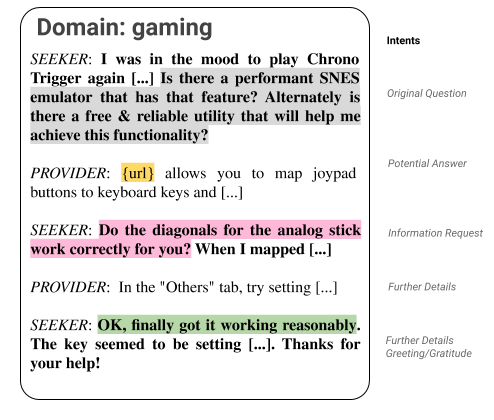 Domain: gaming
Intents
SEEKER: I was in the mood to play Chrono
Trigger again [...] Is there a performant SNES
emulator that has that feature? Alternately is
there a free & reliable utility that will help me
achieve this functionality?
Original Question
PROVIDER: {url} allows you to map joypad
buttons to keyboard keys and [...]
Potential Answer
SEEKER: Do the diagonals for the analog stick
work correctly for you? When I mapped [...]
Information Request
PROVIDER: In the "Others" tab, try setting [...]
Further Details
SEEKER: OK, finally got it working reasonably.
The key seemed to be setting [...]. Thanks for
your help!
Further Details
Greeting/Gratitude